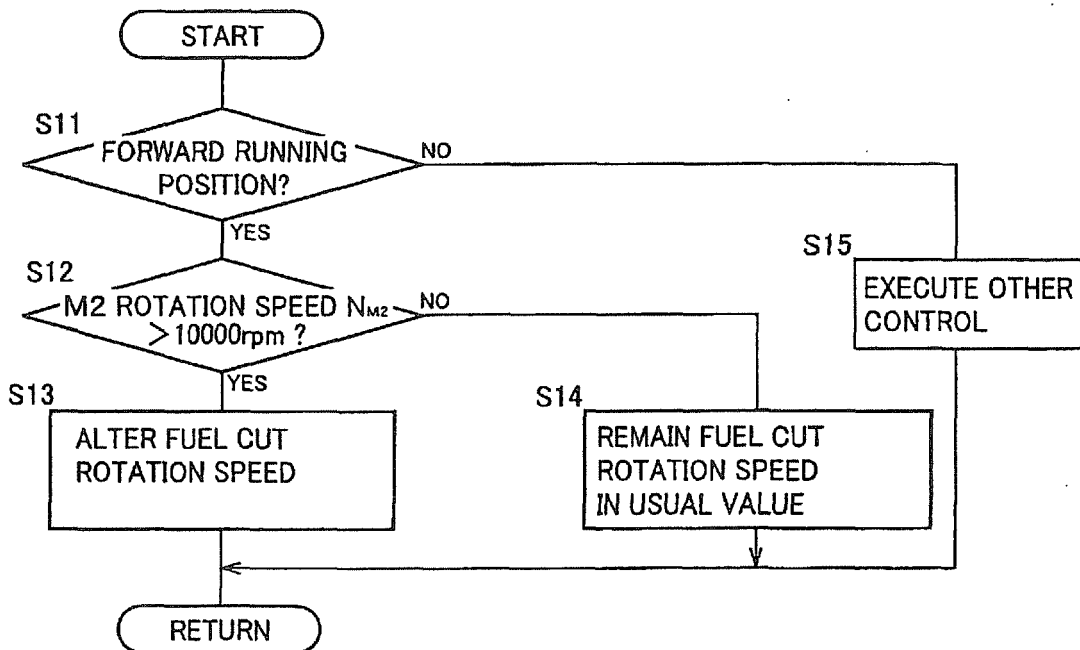 START
S11
FORWARD RUNNING
POSITION?
NO
YES
S12
M2 ROTATION SPEED NM2
>10000rpm ?
NO
YES
S15
EXECUTE OTHER
CONTROL
S13
ALTER FUEL CUT
ROTATION SPEED
S14
REMAIN FUEL CUT
ROTATION SPEED
IN USUAL VALUE
RETURN